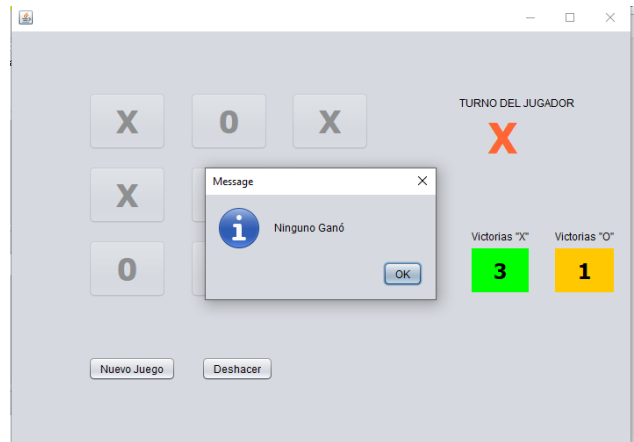 X 0 X
TURNO DEL JUGADOR
X
X
Message
Ninguno Ganó
OK
0
Victorias "X" Victorias "O"
3 1
Nuevo Juego Deshacer